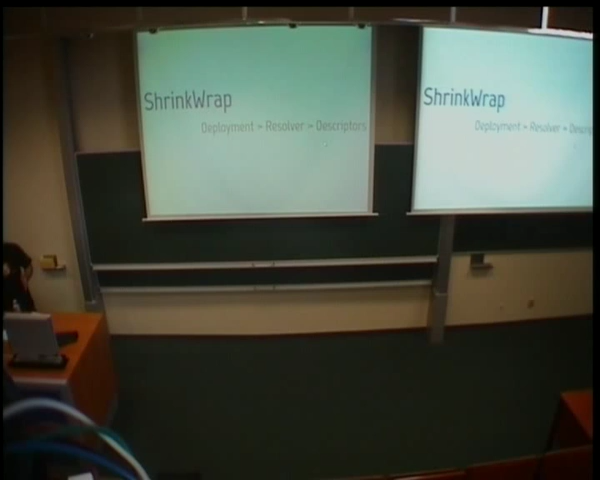 ShrinkWrap
Deployment > Resolver > Descriptors
ShrinkWrap
Deployment > Resolver >